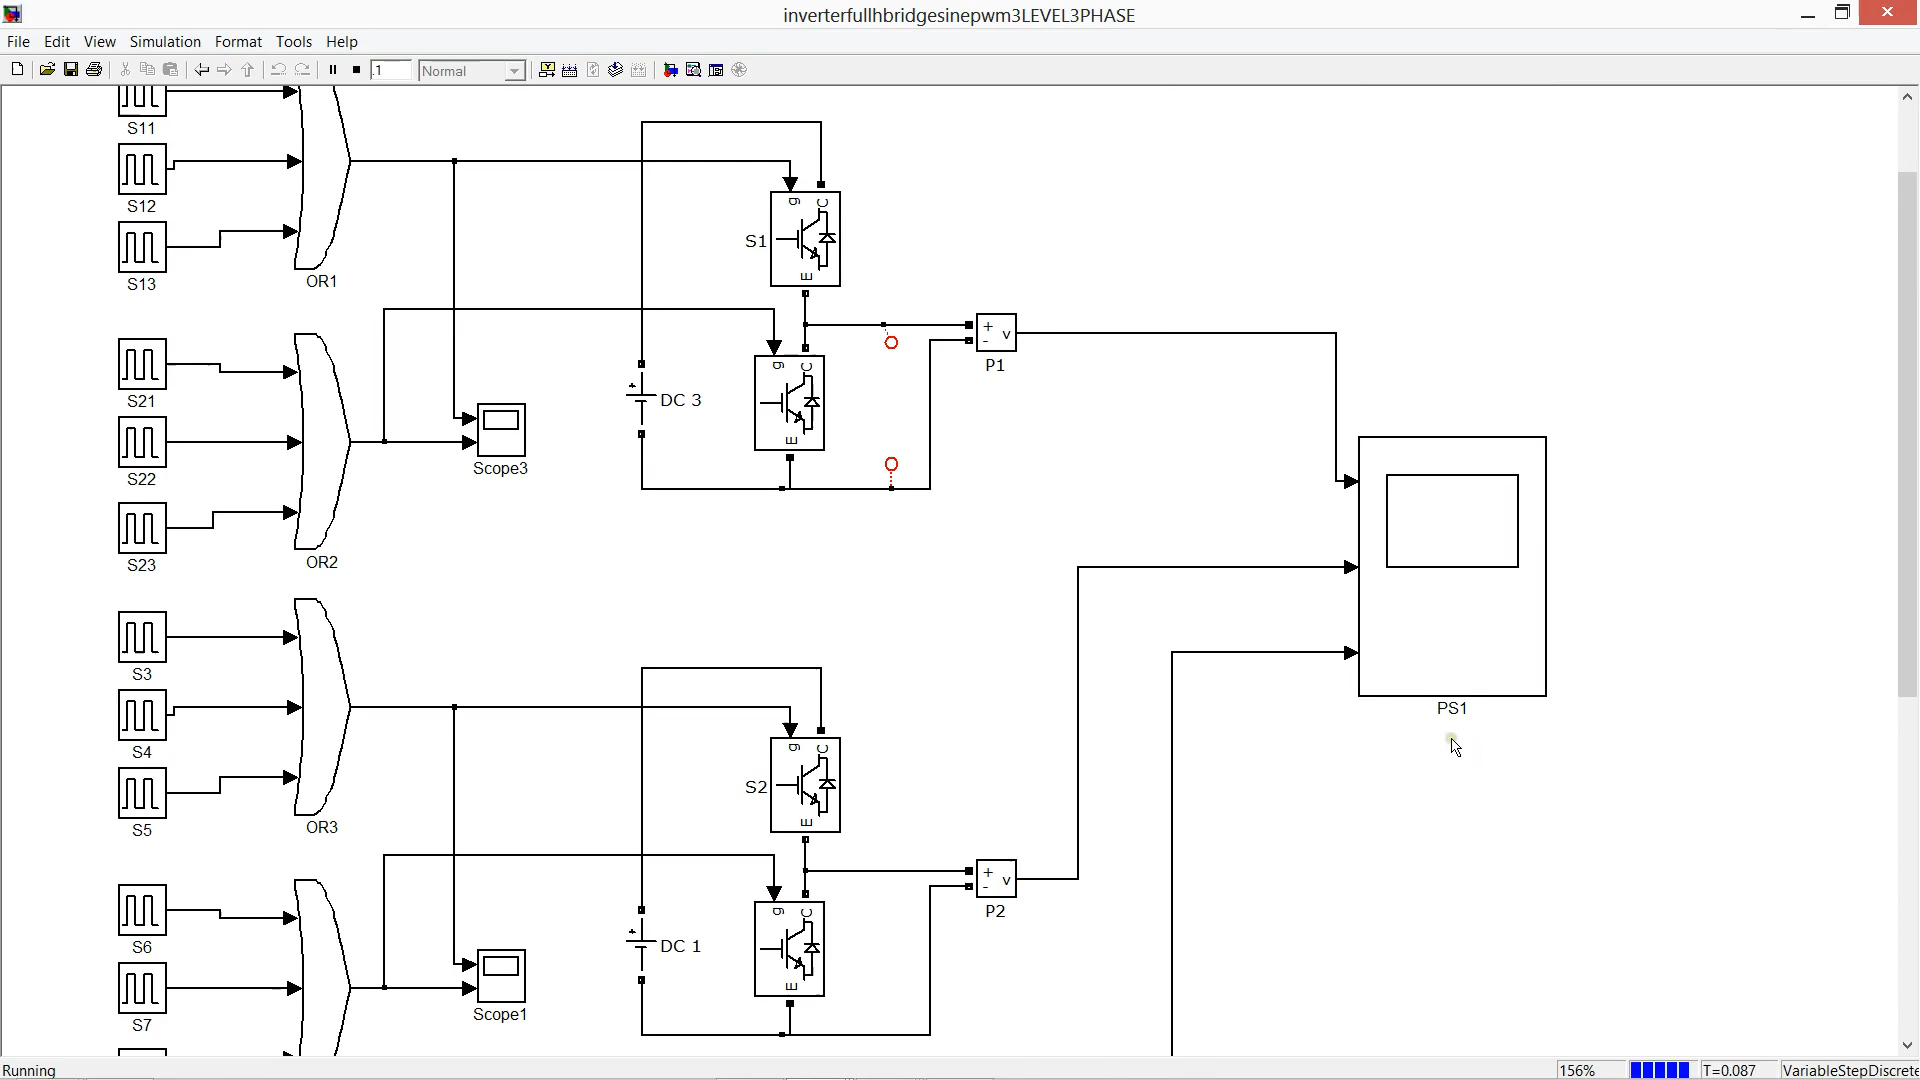 inverterfullhbridgesinepwm3LEVEL3PHASE
File Edit View Simulation Format Tools Help
.1 Normal
S11
S12
S13
OR1
g C
S1
E
+ v
-
P1
S21
S22
S23
OR2
Scope3
+
DC 3
g C
E
PS1
S3
S4
S5
OR3
g C
S2
E
+ v
-
P2
S6
S7
Scope1
+
DC 1
g C
E
Running 156% T=0.087 VariableStepDiscrete